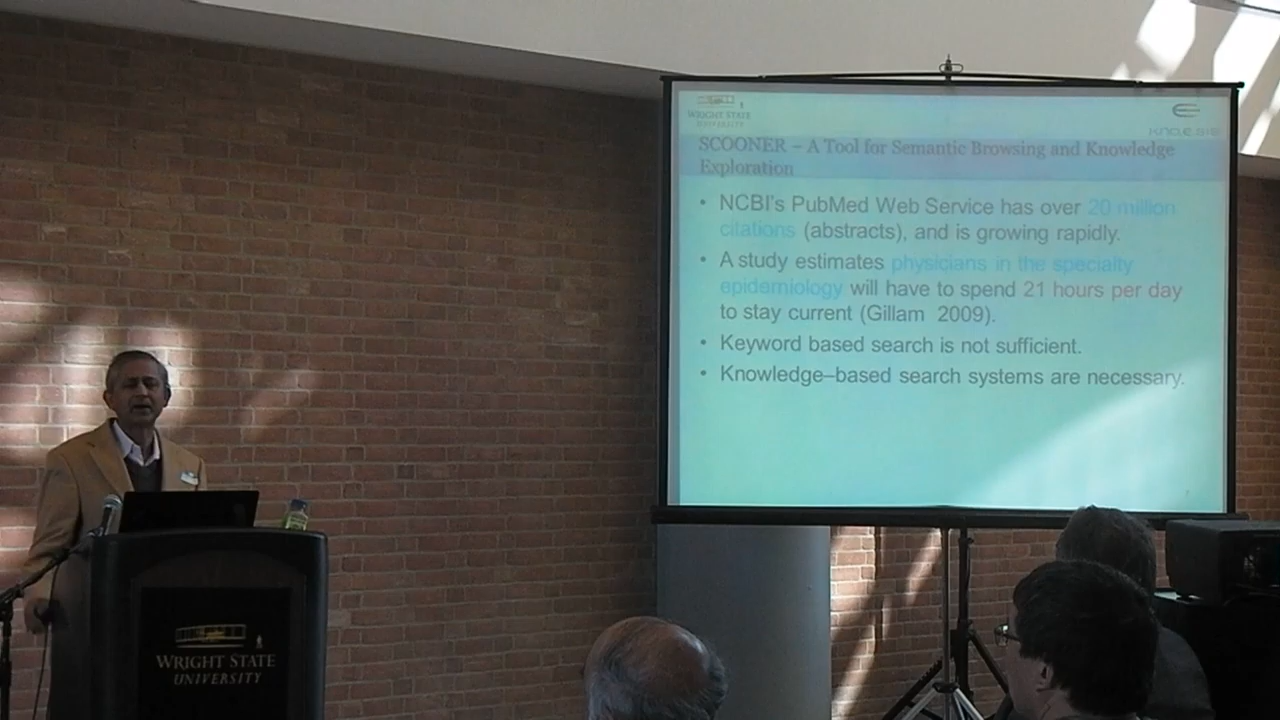 WRIGHT STATE
UNIVERSITY
KNO.E.SIS
SCOONER – A Tool for Semantic Browsing and Knowledge
Exploration
• NCBI's PubMed Web Service has over 20 million
citations (abstracts), and is growing rapidly.
• A study estimates physicians in the specialty
epidemiology will have to spend 21 hours per day
to stay current (Gillam 2009).
• Keyword based search is not sufficient.
• Knowledge–based search systems are necessary.
WRIGHT STATE
UNIVERSITY